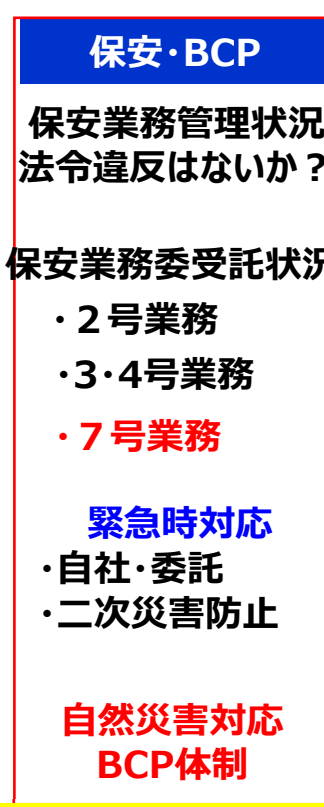 保安･BCP
保安業務管理状況
法令違反はないか？
保安業務委受託状況
・２号業務
･3･4号業務
・７号業務
緊急時対応
･自社･委託
･二次災害防止
自然災害対応
BCP体制